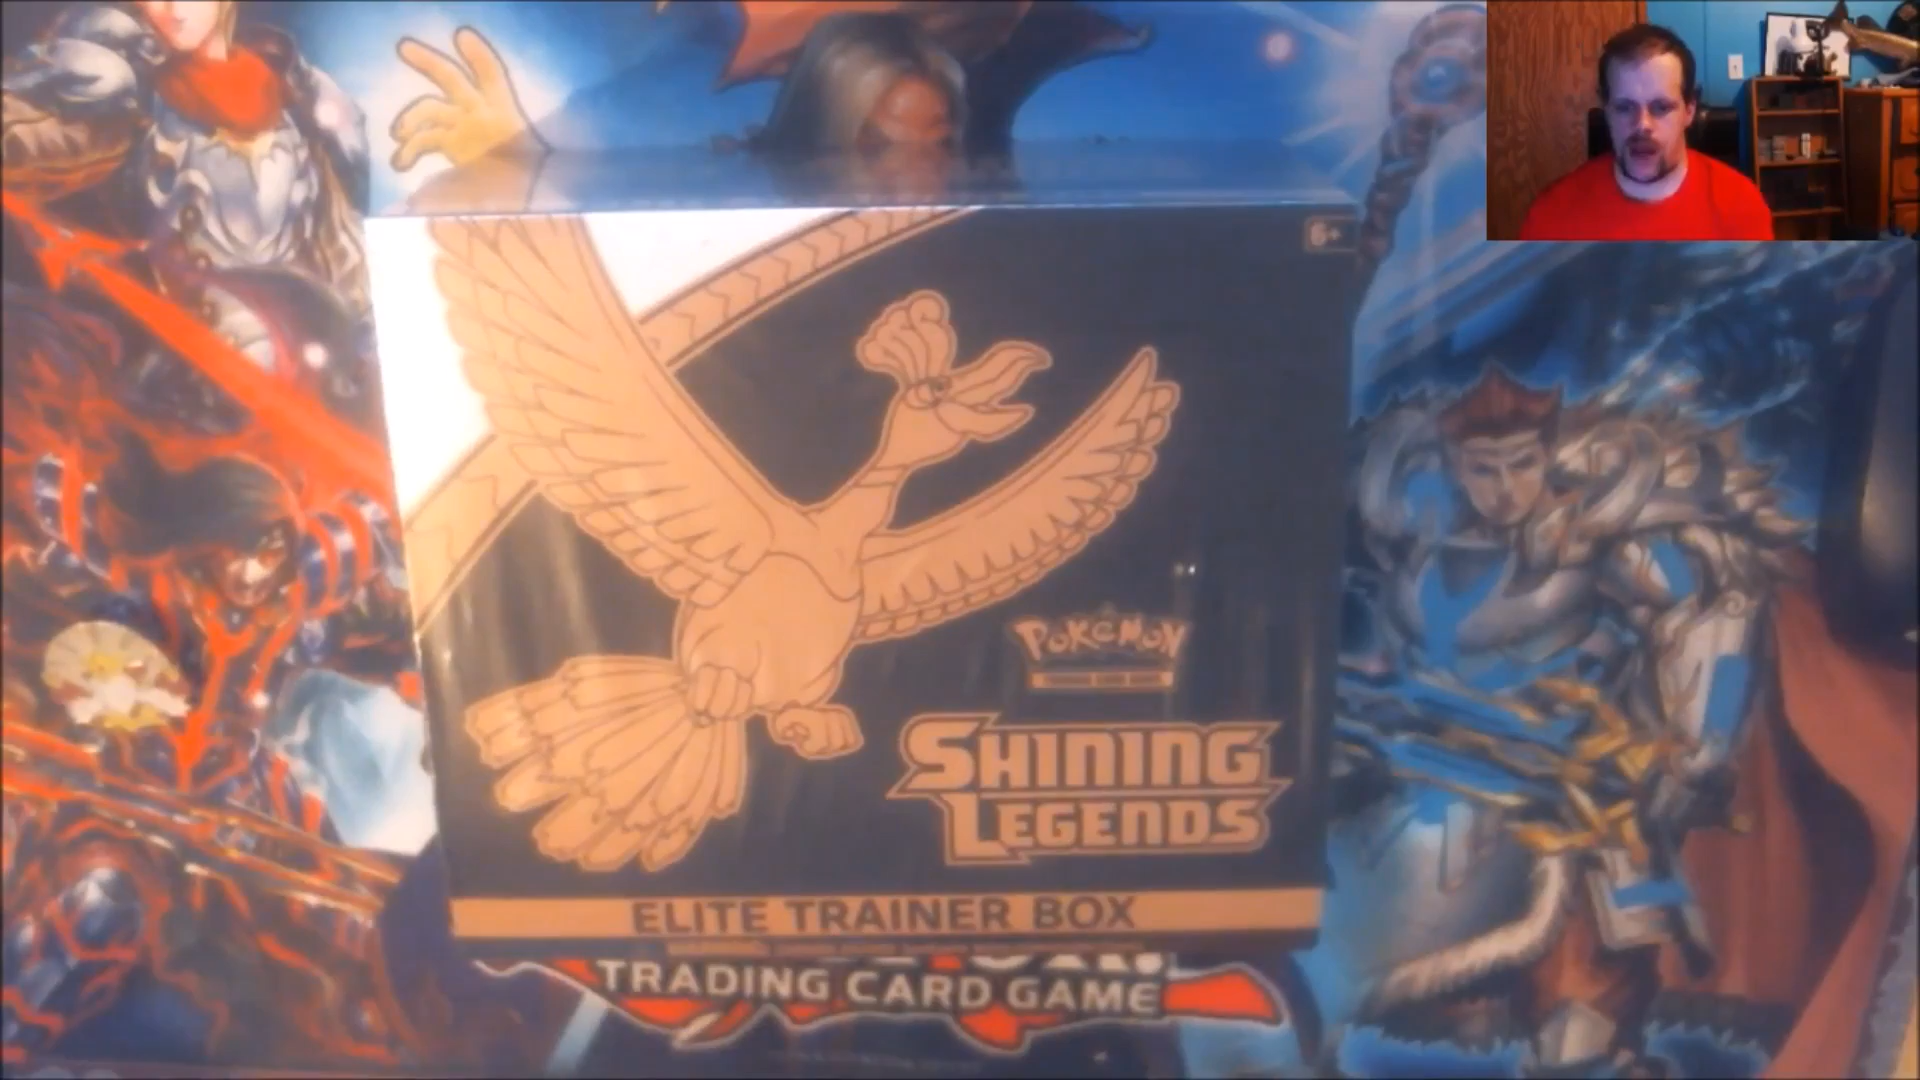 6+
POKéMON
SHINING
LEGENDS
ELITE TRAINER BOX
TRADING CARD GAME